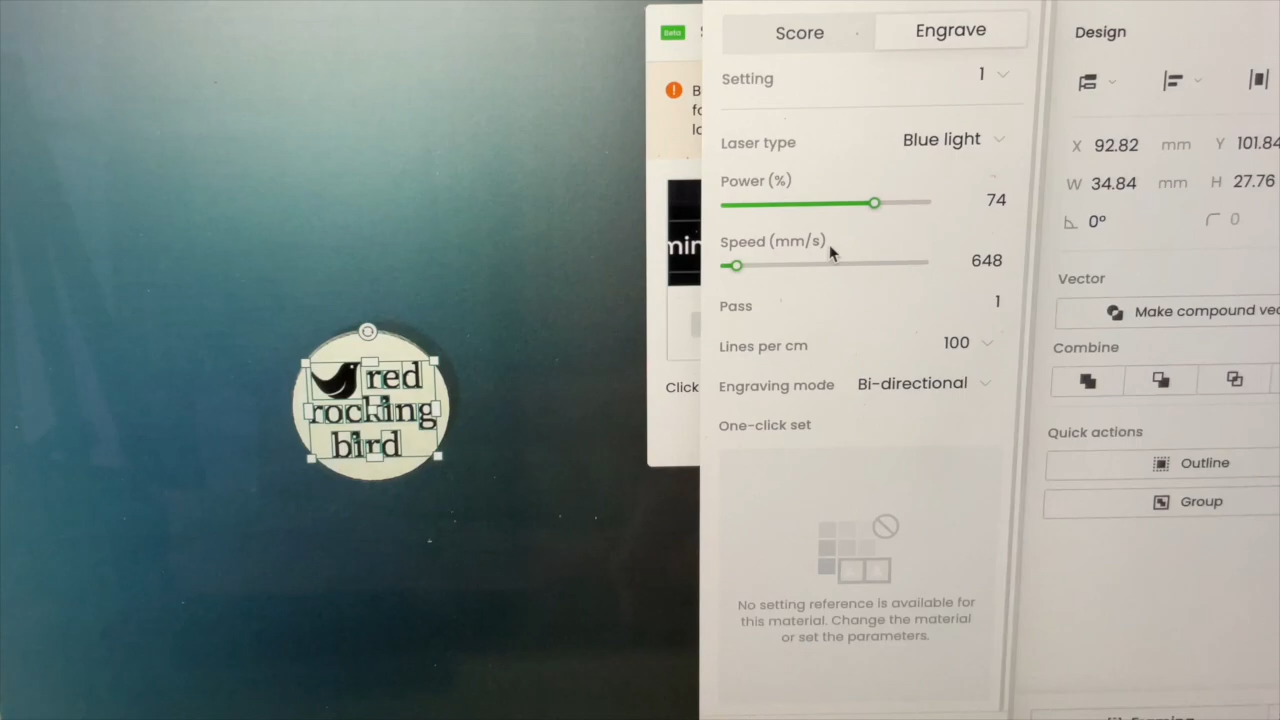 Score
Engrave
Setting
1
Laser type
Blue light
Power (%)
74
Speed (mm/s)
648
Pass
1
Lines per cm
100
Engraving mode
Bi-directional
One-click set
No setting reference is available for
this material. Change the material
or set the parameters.
Design
X 92.82 mm Y 101.84
W 34.84 mm H 27.76
0°
0
Vector
Make compound vec
Combine
Quick actions
Outline
Group
Beta
Click
red
rocking
bird